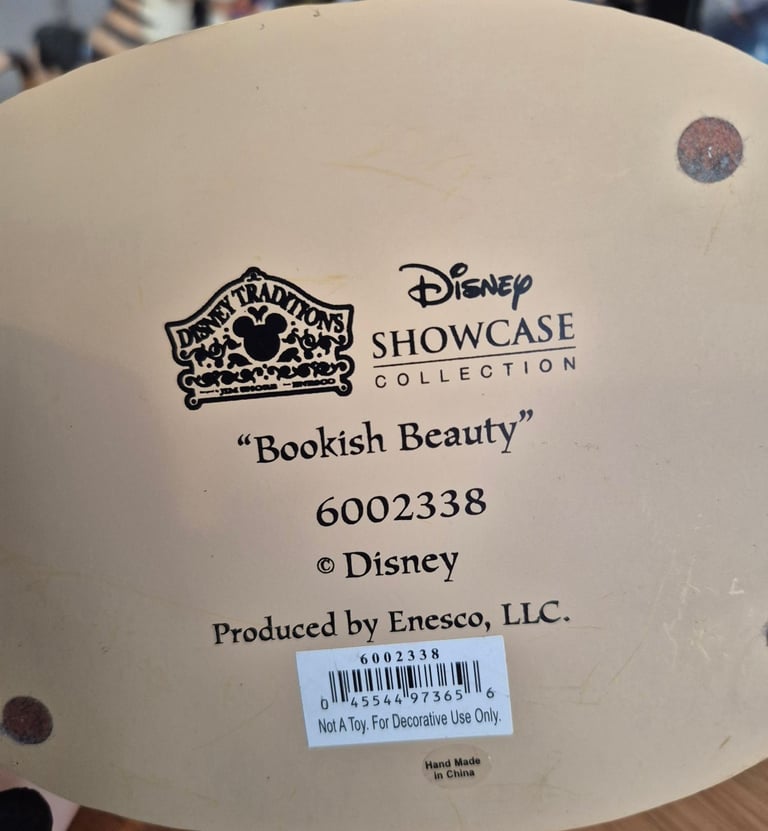 DISNEY TRADITIONS
JIM SHORE ENESCO
DISNEY
SHOWCASE
COLLECTION
“Bookish Beauty”
6002338
© Disney
Produced by Enesco, LLC.
6002338
0 45544 97365 6
Not A Toy. For Decorative Use Only.
Hand Made
in China